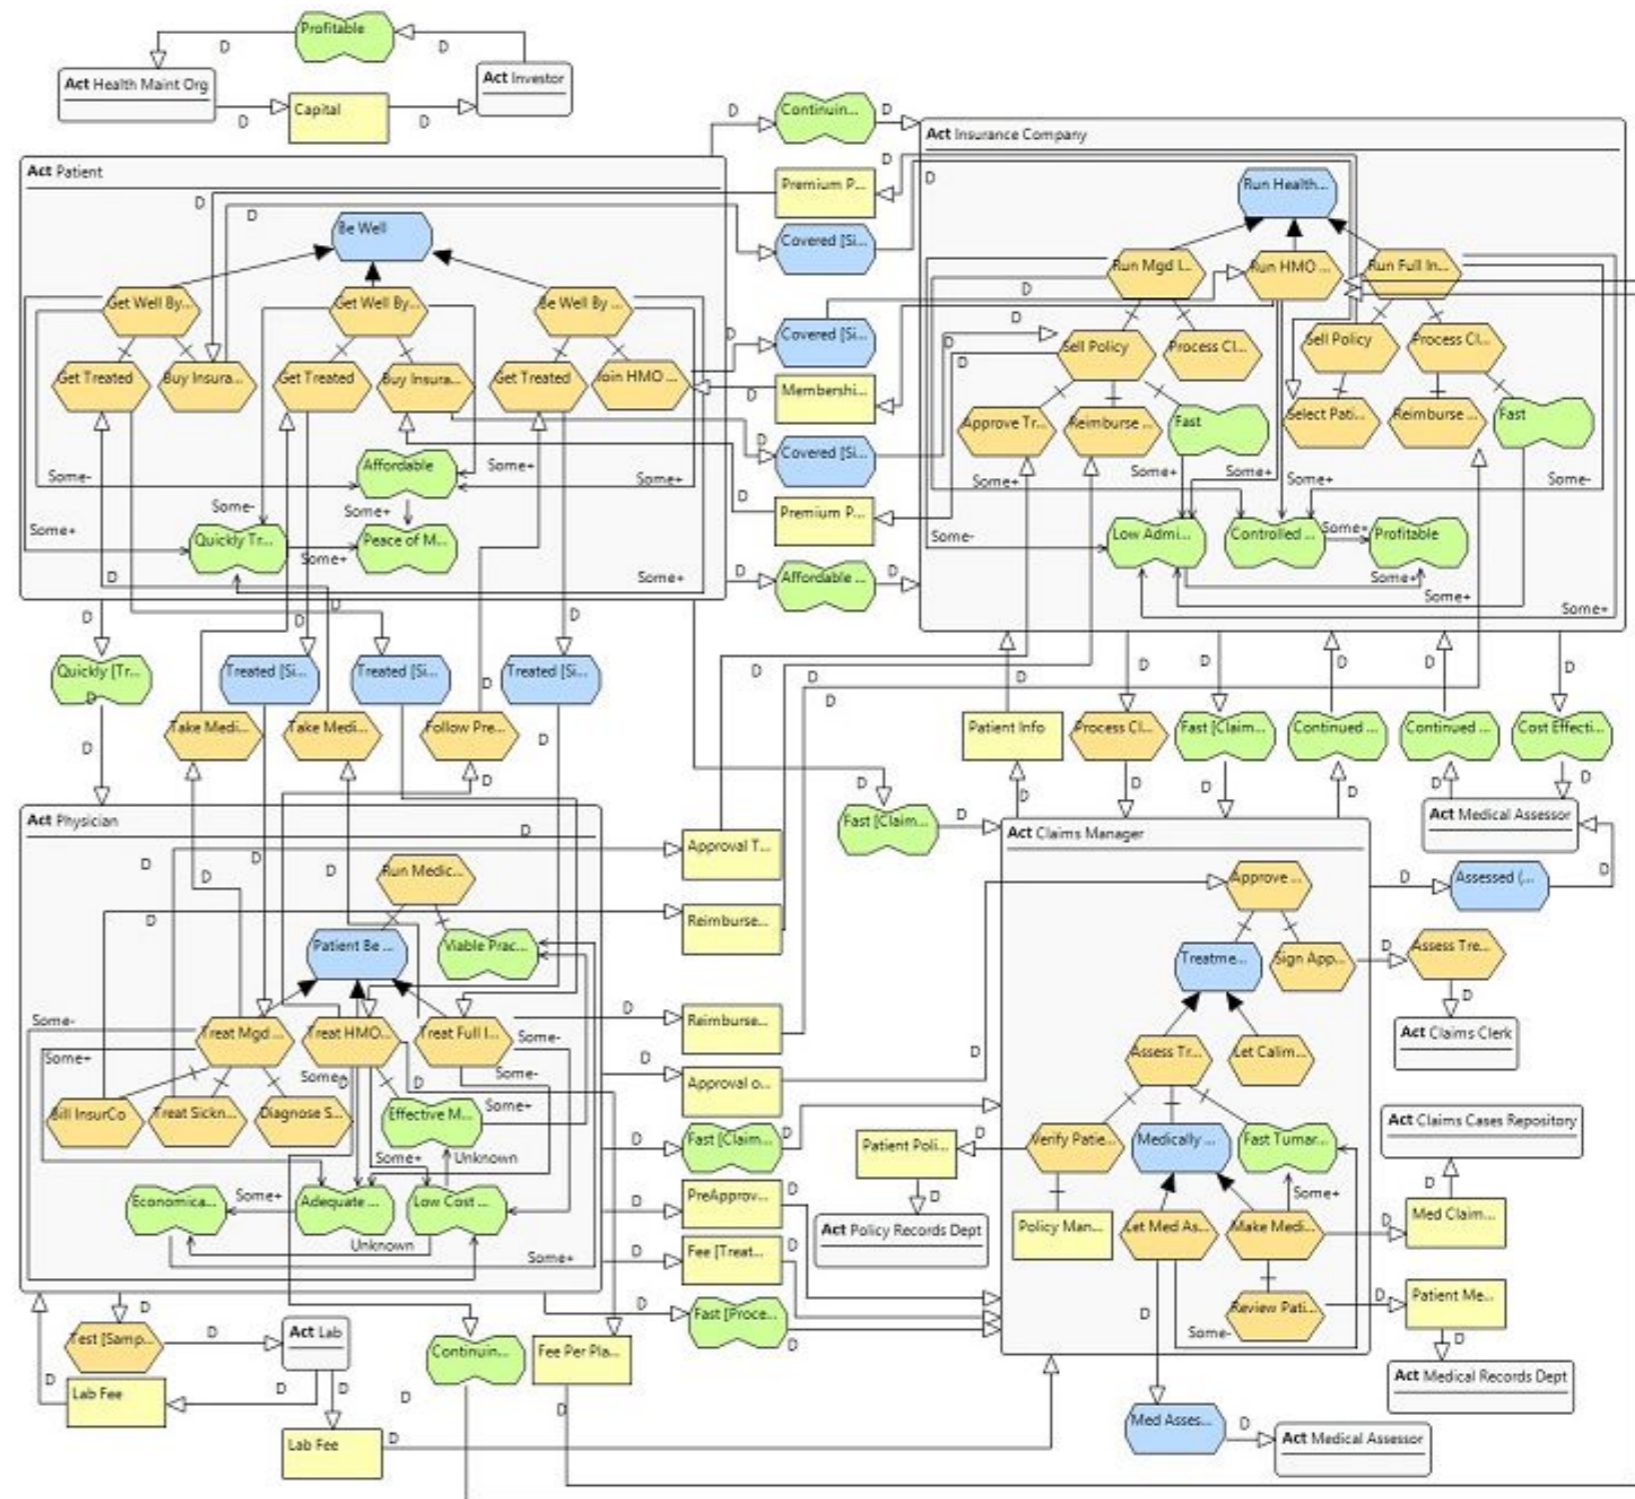 Profitable
D
D
Act Health Maint Org
Act Investor
Capital
D
D
Continuin...
D
D
Act Insurance Company
Act Patient
Premium P...
D
D
D
D
Run Health...
Be Well
Covered [Si...
Run Mgd I...
Run HMO ...
Run Full In...
Get Well By...
Get Well By...
Be Well By ...
D
D
D
Covered [Si...
Sell Policy
Process Cl...
Sell Policy
Process Cl...
D
Get Treated
Buy Insura...
Get Treated
Buy Insura...
Get Treated
Join HMO ...
Membershi...
D
Select Pati...
Reimburse ...
Fast
Approve Tr...
Reimburse ...
Fast
D
Covered [Si...
Affordable
Some+
Some-
Some+
Some+
Some+
Some+
Some+
Some-
D
Some-
Some+
Premium P...
Some+
Quickly Tr...
Some+
Peace of M...
Some-
Low Admi...
Controlled ...
Some+
Profitable
D
Some+
D
Affordable ...
D
Some+
Some+
Some+
D
D
D
D
Quickly [Tr...
D
Treated [Si...
Treated [Si...
Treated [Si...
D
D
D
D
D
D
D
D
D
D
Take Medi...
Take Medi...
Follow Pre...
D
Patient Info
Process Cl...
Fast [Claim...
Continued ...
Continued ...
Cost Effecti...
D
D
D
D
D
D
D
D
Act Physician
D
Fast [Claim...
D
Act Claims Manager
Act Medical Assessor
Approval T...
D
D
D
D
Run Medic...
Approve ...
D
Assessed (...
D
D
Reimburse...
Patient Be ...
Viable Prac...
Treatme...
Sign App...
D
Assess Tre...
D
Some-
Treat Mgd ...
Treat HMO...
Treat Full I...
Some-
D
Reimburse...
Act Claims Clerk
Some+
D
Assess Tr...
Let Calim...
Some+
D
D
Some-
D
Approval o...
Bill InsurCo
Treat Sickn...
Diagnose S...
Effective M...
Some+
Act Claims Cases Repository
D
Fast [Claim...
D
Patient Poli...
D
Verify Patie...
Medically ...
Fast Turnar...
Some+
Unknown
Economica...
Some+
Adequate ...
Low Cost ...
D
PreApprov...
D
D
Some+
D
Act Policy Records Dept
Policy Man...
Let Med As...
Make Medi...
D
Med Claim...
Unknown
Some+
D
Fee [Treat...
D
D
D
Fast [Proce...
D
D
Review Pati...
D
Patient Me...
Some-
D
Test [Samp...
D
Act Lab
Continuin...
Fee Per Pla...
D
Lab Fee
D
D
D
D
Act Medical Records Dept
Lab Fee
D
Med Asses...
D
Act Medical Assessor